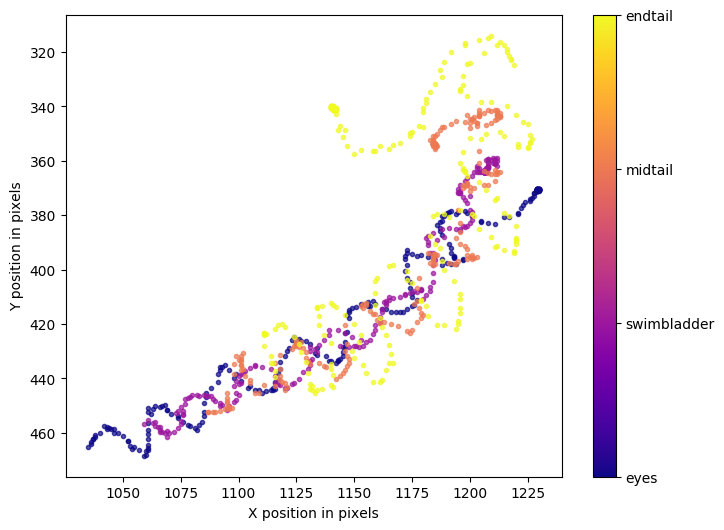 320
340
360
380
400
420
440
460
Y position in pixels
1050
1075
1100
1125
1150
1175
1200
1225
X position in pixels
endtail
midtail
swimbladder
eyes